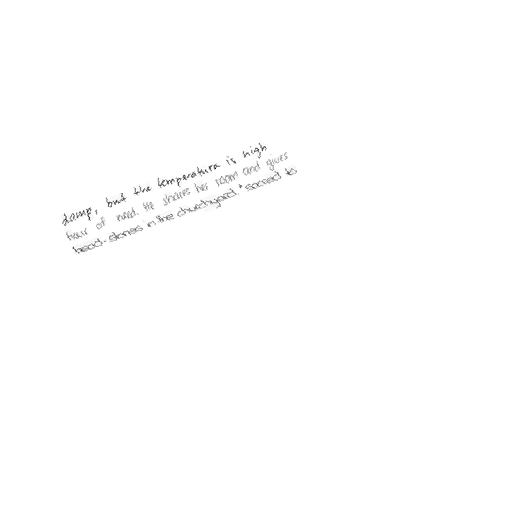 damp, but the temperature is high
hour of need. He shares her room and gives
head-stones in the churchyard "sacred to